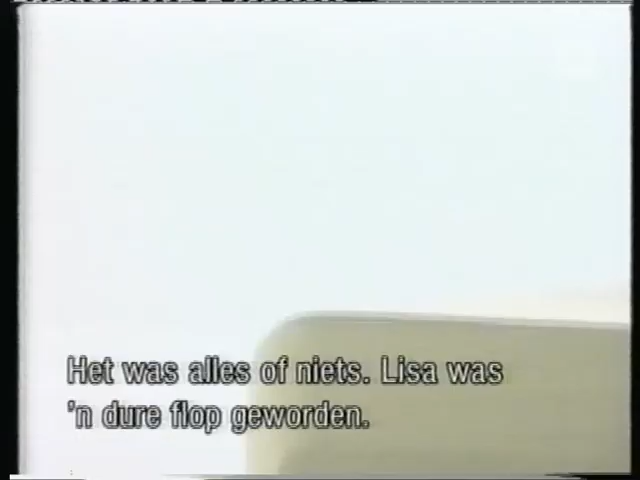 Het was alles of niets. Lisa was
'n dure flop geworden.